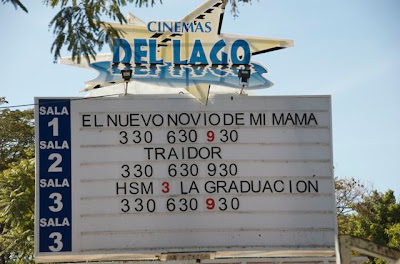 CINEMAS
DEL LAGO
SALA 1 EL NUEVO NOVIO DE MI MAMA
330 630 930
SALA 2 TRAIDOR
330 630 930
SALA 3 HSM 3 LA GRADUACION
330 630 930
SALA 3